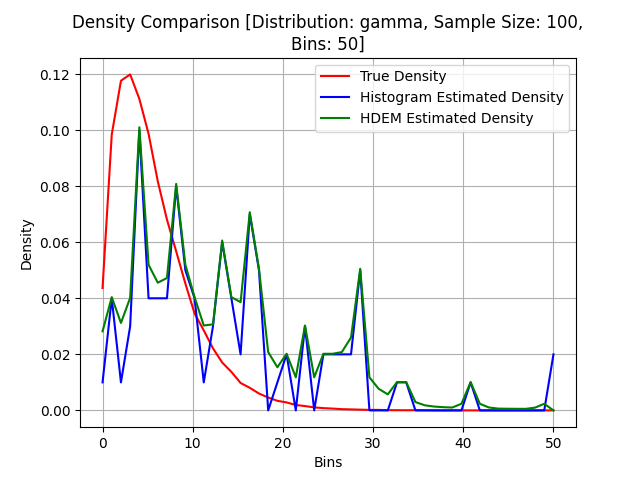 Density Comparison [Distribution: gamma, Sample Size: 100,
Bins: 50]
True Density
Histogram Estimated Density
HDEM Estimated Density
Density
0.12
0.10
0.08
0.06
0.04
0.02
0.00
0
10
20
30
40
50
Bins